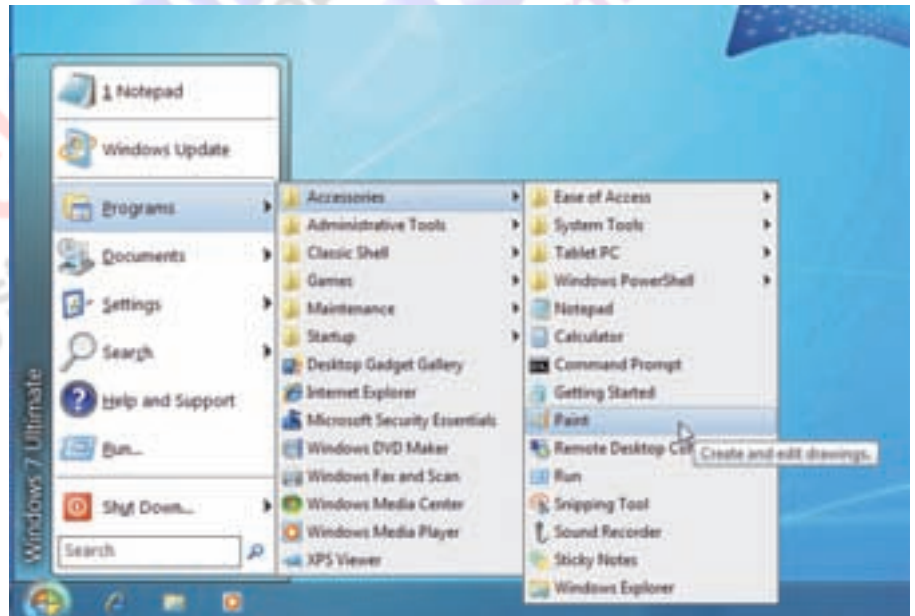 1 Notepad
Windows Update
Programs
Documents
Settings
Search
Help and Support
Run...
Shut Down...
Search
Windows 7 Ultimate
Accessories
Administrative Tools
Classic Shell
Games
Maintenance
Startup
Desktop Gadget Gallery
Internet Explorer
Microsoft Security Essentials
Windows DVD Maker
Windows Fax and Scan
Windows Media Center
Windows Media Player
XPS Viewer
Ease of Access
System Tools
Tablet PC
Windows PowerShell
Notepad
Calculator
Command Prompt
Getting Started
Paint
Remote Desktop
Create and edit drawings.
Run
Snipping Tool
Sound Recorder
Sticky Notes
Windows Explorer